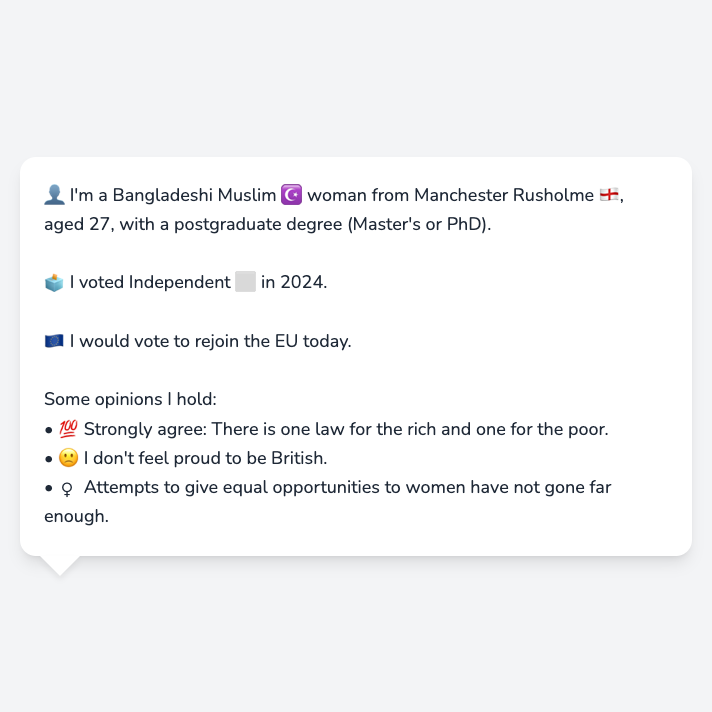 👤 I'm a Bangladeshi Muslim ☪️ woman from Manchester Rusholme 🏴󠁧󠁢󠁥󠁮󠁧󠁿,
aged 27, with a postgraduate degree (Master's or PhD).
🗳️ I voted Independent ⬜ in 2024.
🇪🇺 I would vote to rejoin the EU today.
Some opinions I hold:
• 💯 Strongly agree: There is one law for the rich and one for the poor.
• 🙁 I don't feel proud to be British.
• ♀ Attempts to give equal opportunities to women have not gone far
enough.